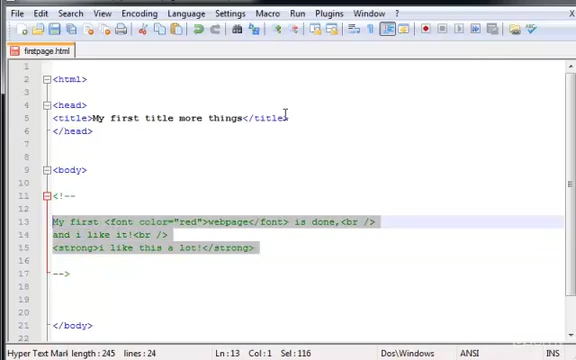 File Edit Search View Encoding Language Settings Macro Run Plugins Window ?
firstpage.html
1
2 <html>
3
4 <head>
5 <title>My first title more things</title>
6 </head>
7
8
9 <body>
10
11 <!--
12
13 My first <font color="red">webpage</font> is done,<br />
14 and i like it!<br />
15 <strong>i like this a lot!</strong>
16
17 -->
18
19
20
21 </body>
22
Hyper Text Mark length : 245 lines : 24 Ln : 13 Col : 1 Sel : 116 Dos\Windows ANSI INS